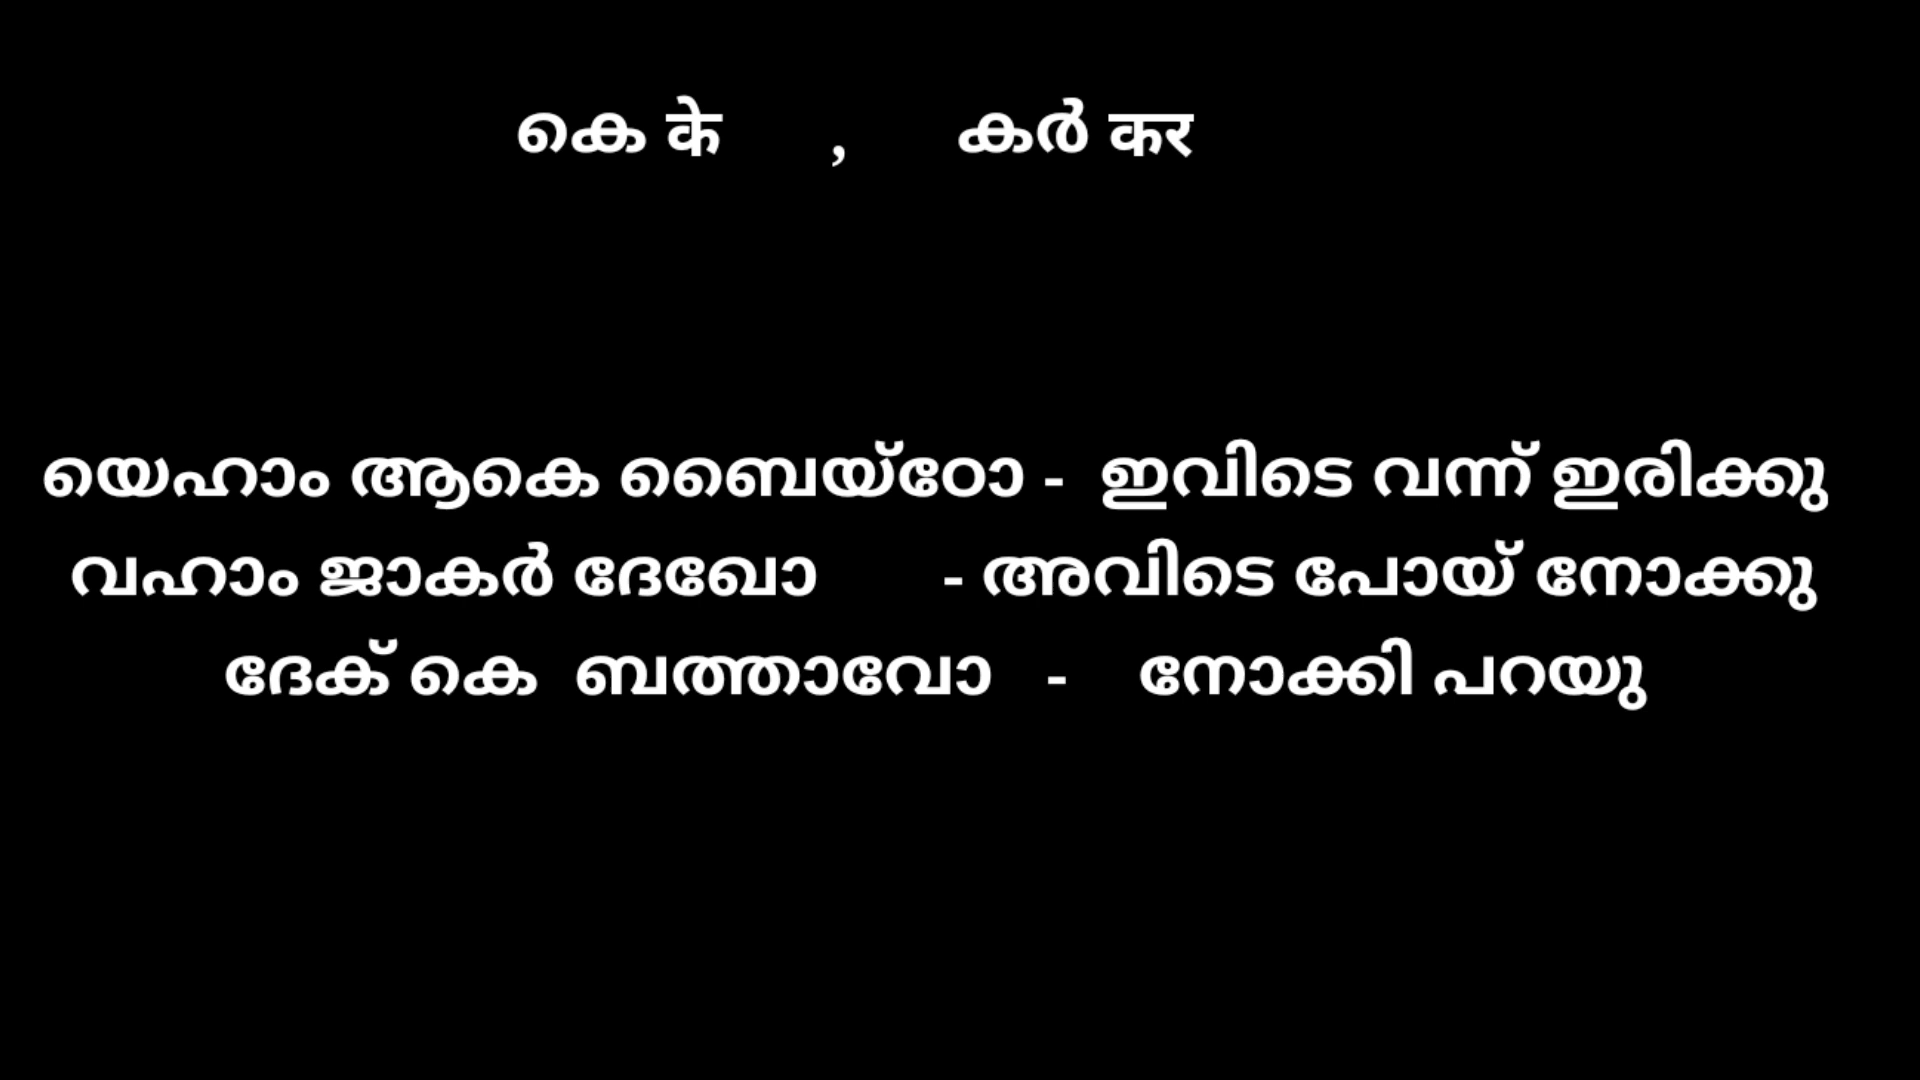 കെ के , കർ कर
യെഹാം ആകെ ബൈയ്ഠോ - ഇവിടെ വന്ന് ഇരിക്കു
വഹാം ജാകർ ദേഖോ - അവിടെ പോയ് നോക്കു
ദേക് കെ ബത്താവോ - നോക്കി പറയു